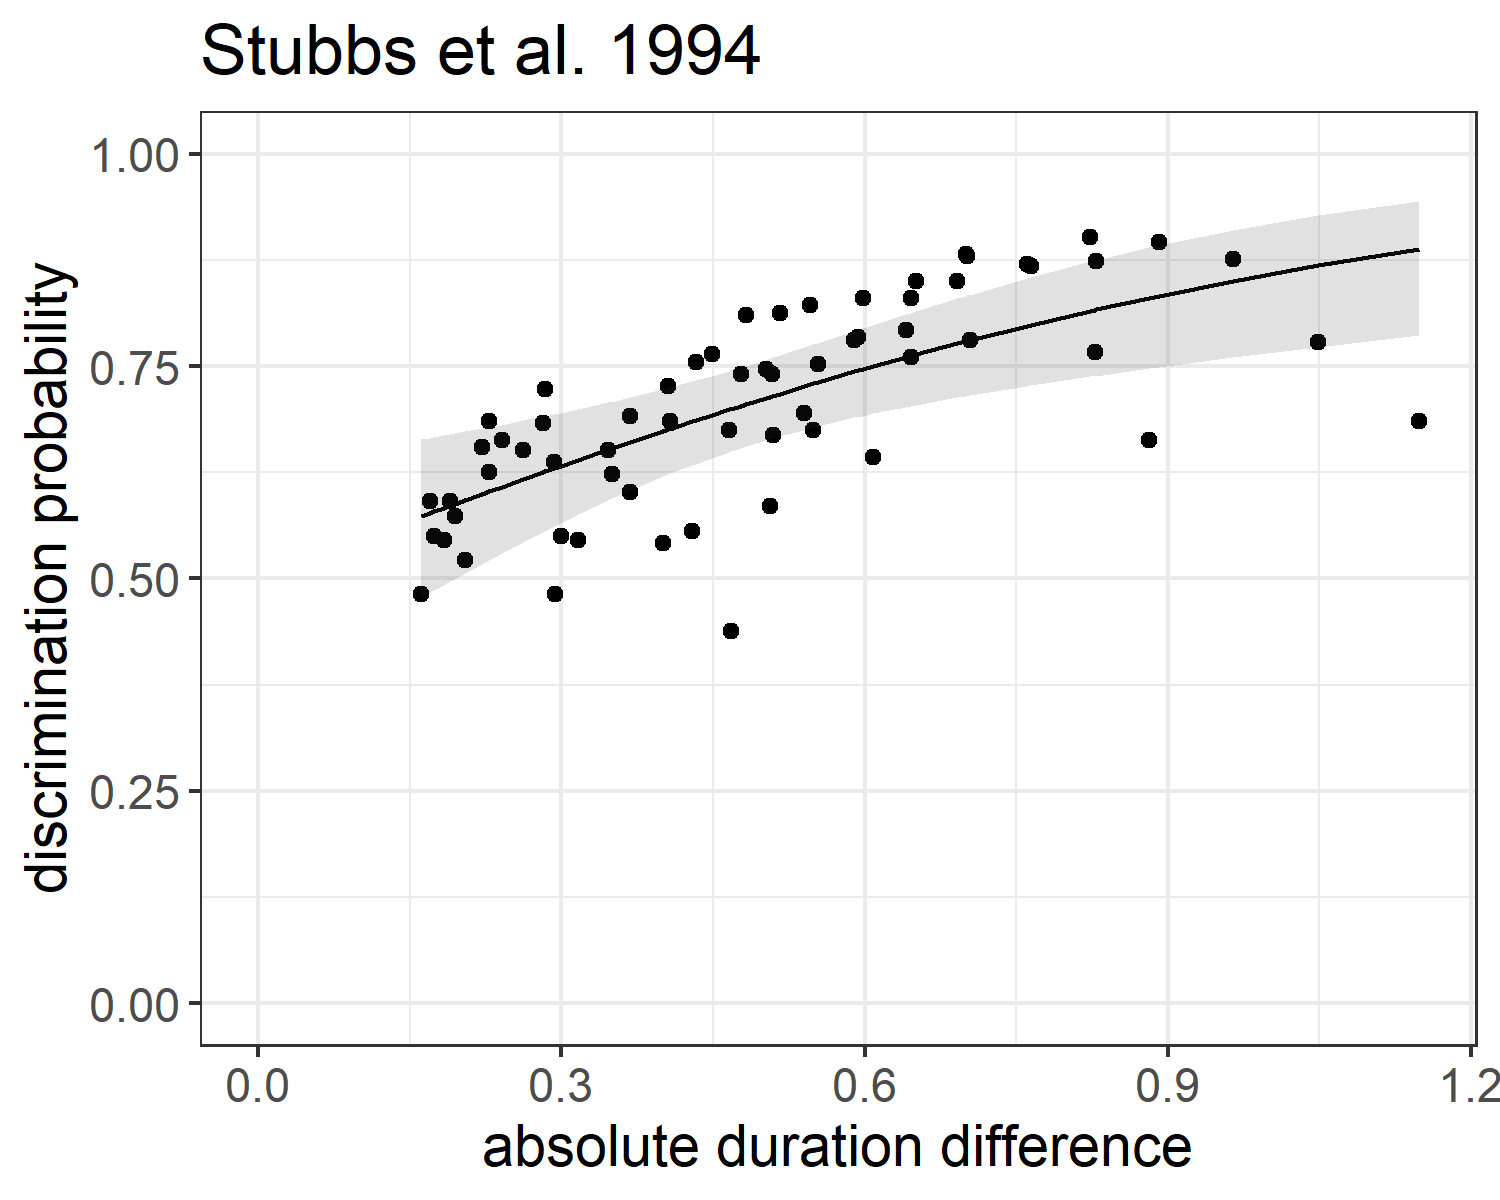 Stubbs et al. 1994
discrimination probability
1.00
0.75
0.50
0.25
0.00
0.0 0.3 0.6 0.9 1.2
absolute duration difference